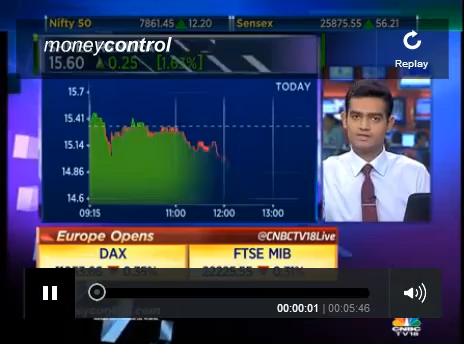 Nifty 50 7861.45 ▲ 12.20 Sensex 25875.55 ▲ 56.21
moneycontrol
Replay
15.60 ▲ 0.25 [1.63%]
TODAY
15.7
15.41
15.14
14.86
14.6
09:15 11:00 12:00 13:00
Europe Opens @CNBCTV18Live
DAX FTSE MIB
00:00:01 / 00:05:46
CNBC
TV18